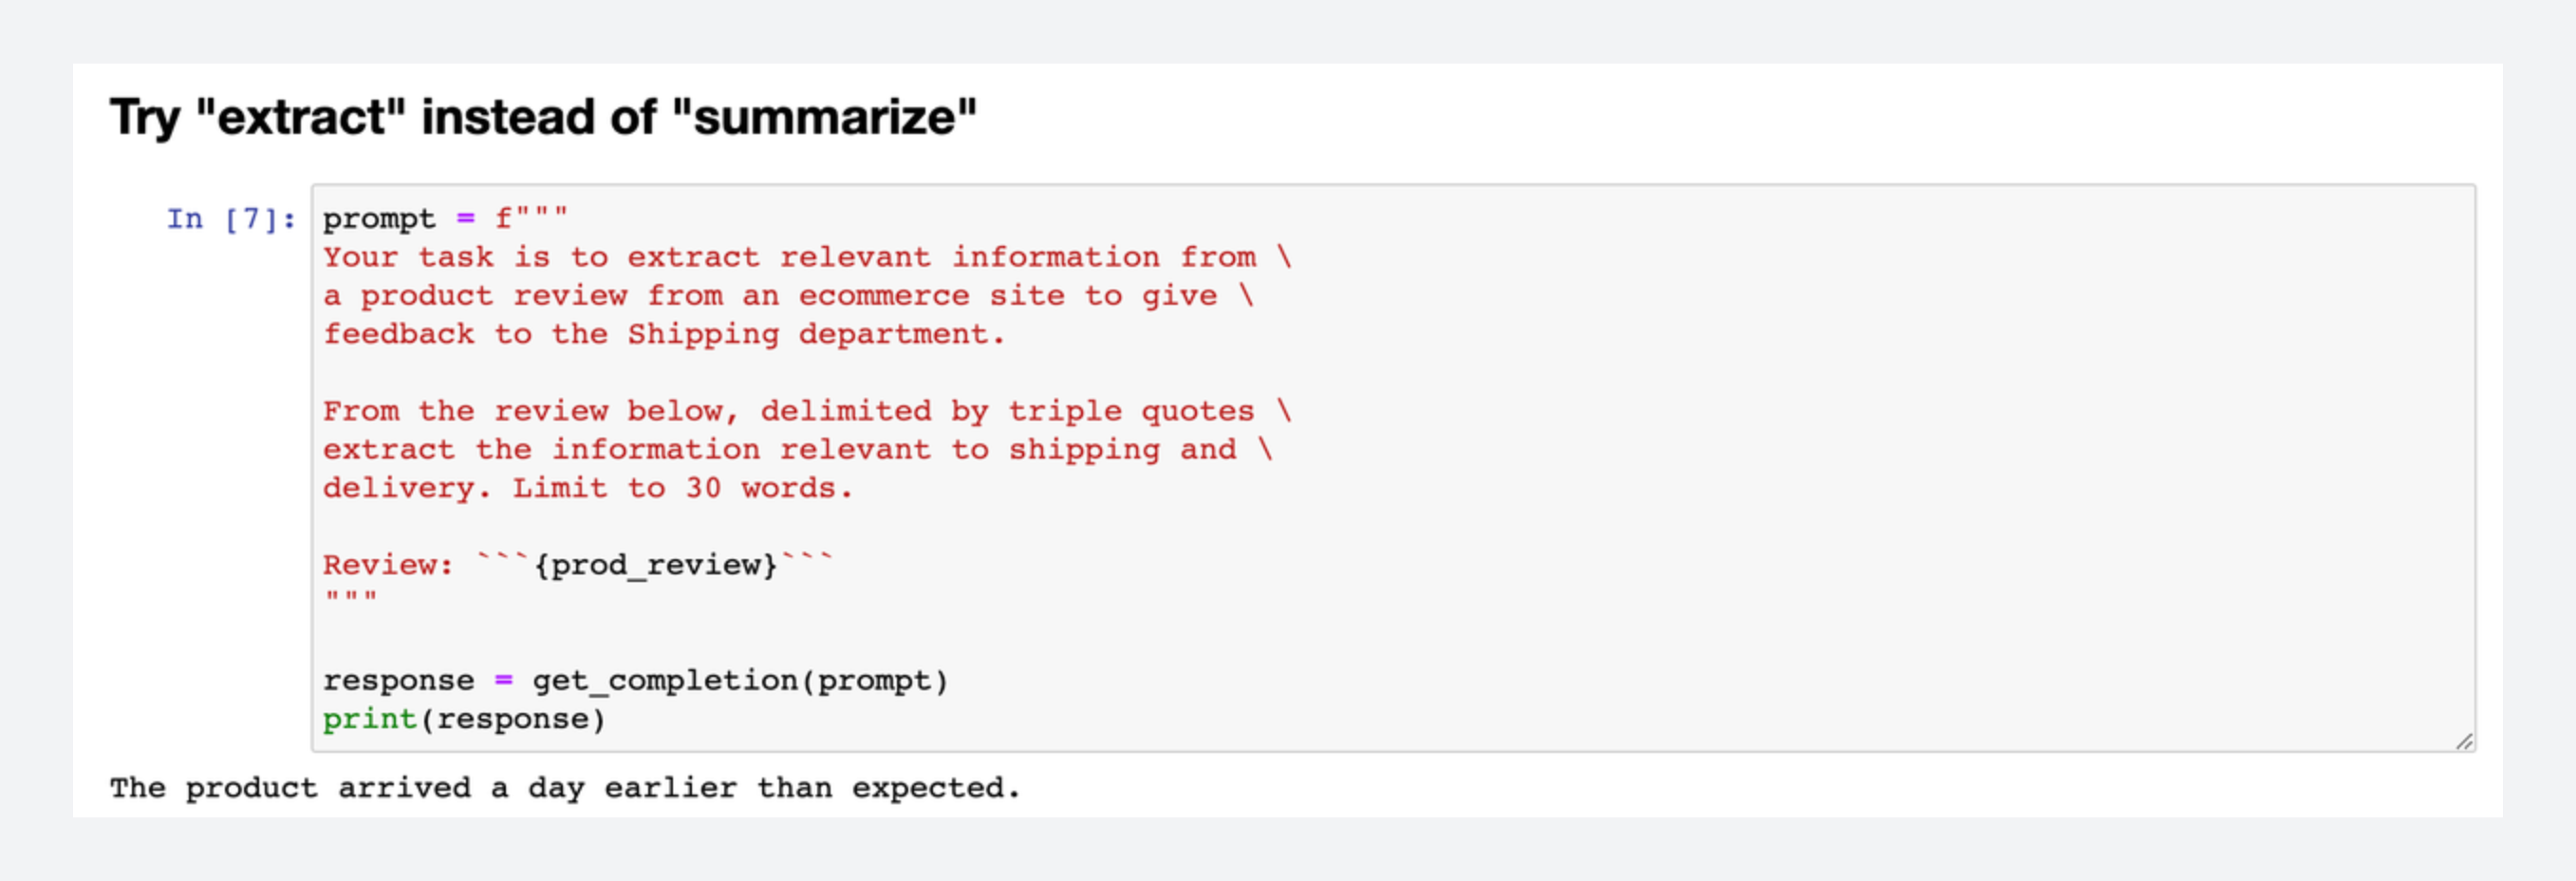 Try "extract" instead of "summarize"
In [7]: prompt = f"""
Your task is to extract relevant information from \
a product review from an ecommerce site to give \
feedback to the Shipping department.
From the review below, delimited by triple quotes \
extract the information relevant to shipping and \
delivery. Limit to 30 words.
Review: ```{prod_review}```
"""
response = get_completion(prompt)
print(response)
The product arrived a day earlier than expected.